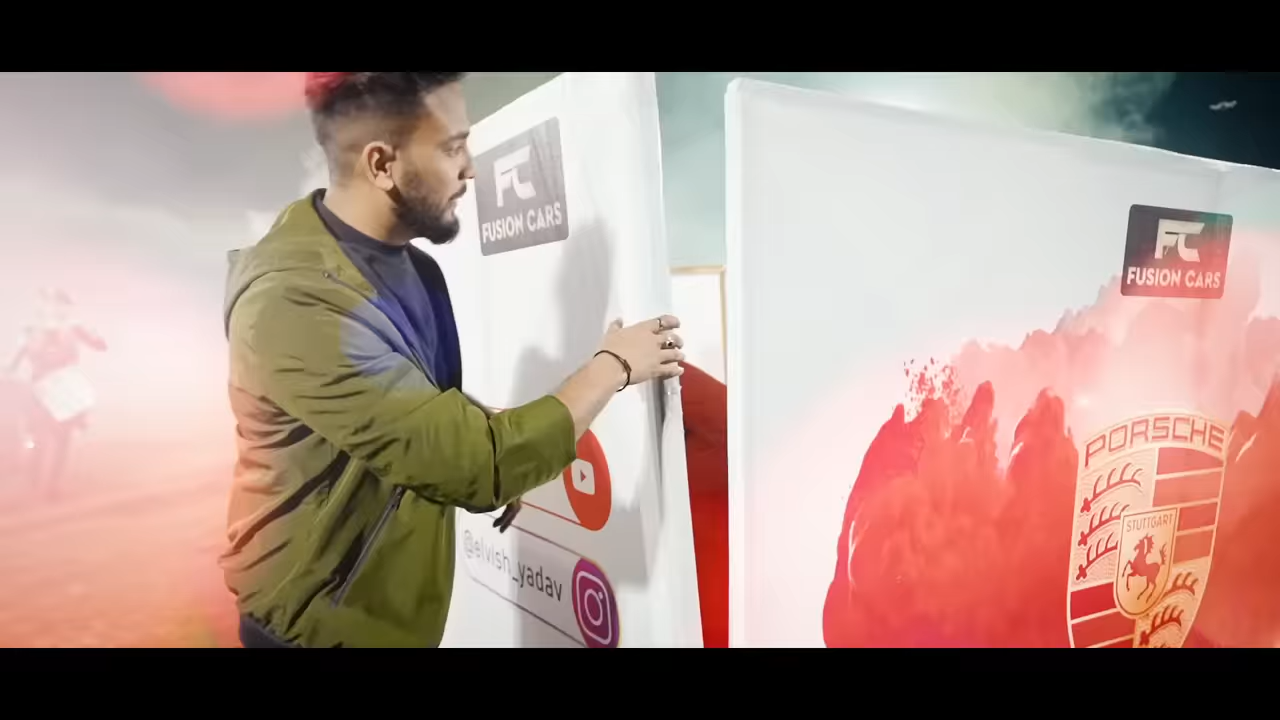 FC
FUSION CARS
@elvish_yadav
FC
FUSION CARS
PORSCHE
STUTTGART